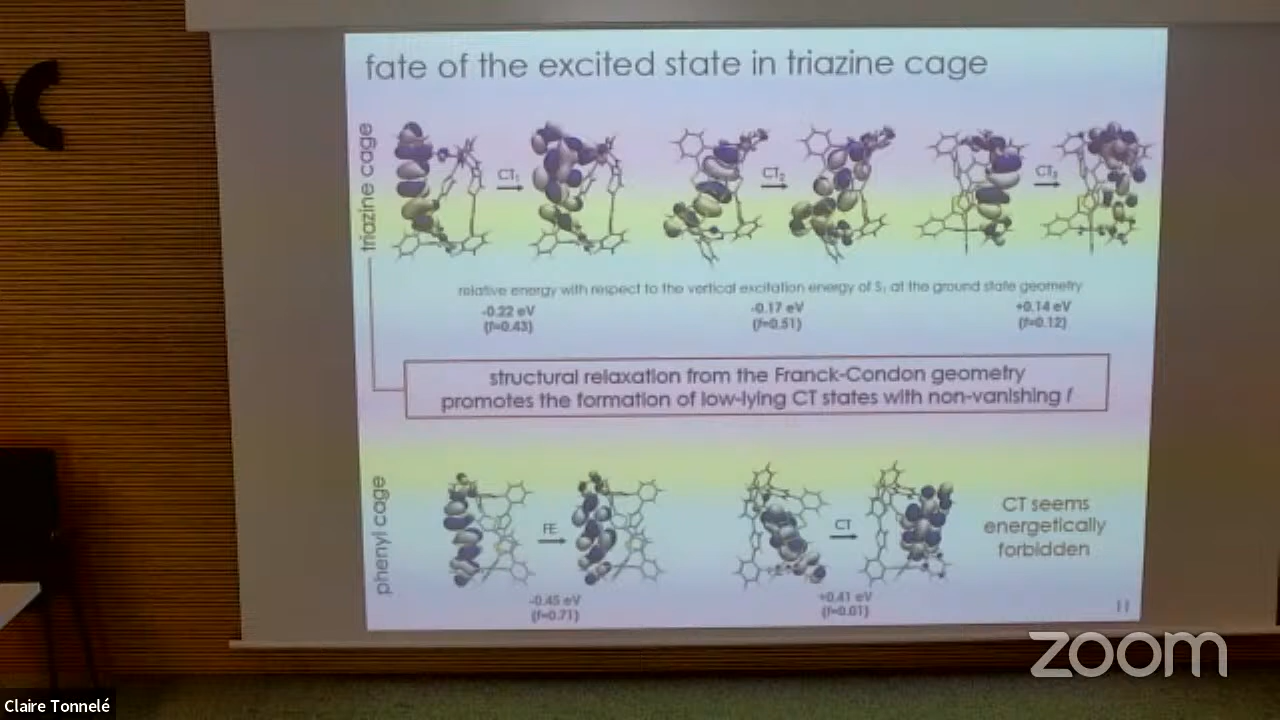 fate of the excited state in triazine cage
triazine cage
CT₁
CT₂
CT₃
relative energy with respect to the vertical excitation energy of S₁ at the ground state geometry
-0.22 eV
(f=0.43)
-0.17 eV
(f=0.51)
+0.14 eV
(f=0.12)
structural relaxation from the Franck-Condon geometry
promotes the formation of low-lying CT states with non-vanishing f
phenyl cage
FE
CT
CT seems
energetically
forbidden
-0.45 eV
(f=0.71)
+0.41 eV
(f=0.01)
11
zoom
Claire Tonnelé